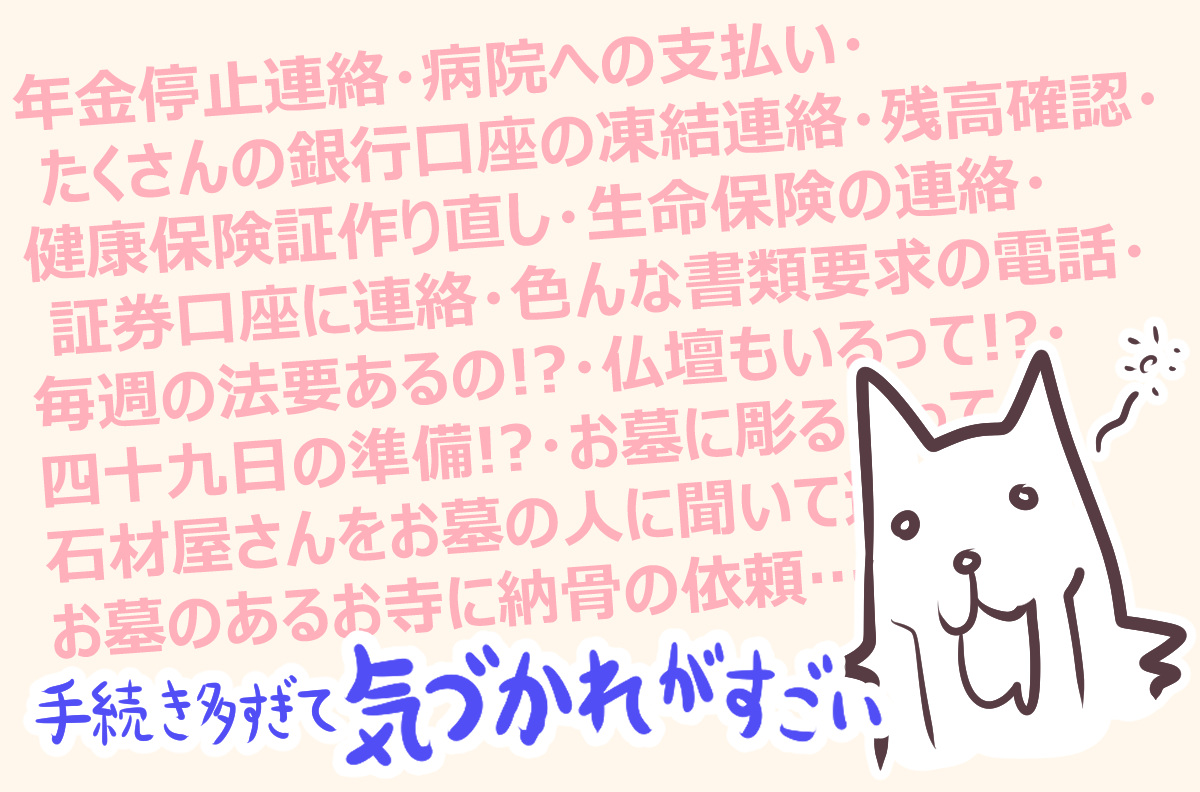 年金停止連絡・病院への支払い・
たくさんの銀行口座の凍結連絡・残高確認・
健康保険証作り直し・生命保険の連絡・
証券口座に連絡・色んな書類要求の電話・
毎週の法要あるの!?・仏壇もいるって!?・
四十九日の準備!?・お墓に彫る って
石材屋さんをお墓の人に聞いて
お墓のあるお寺に納骨の依頼…
手続き多すぎて気づかれがすごい